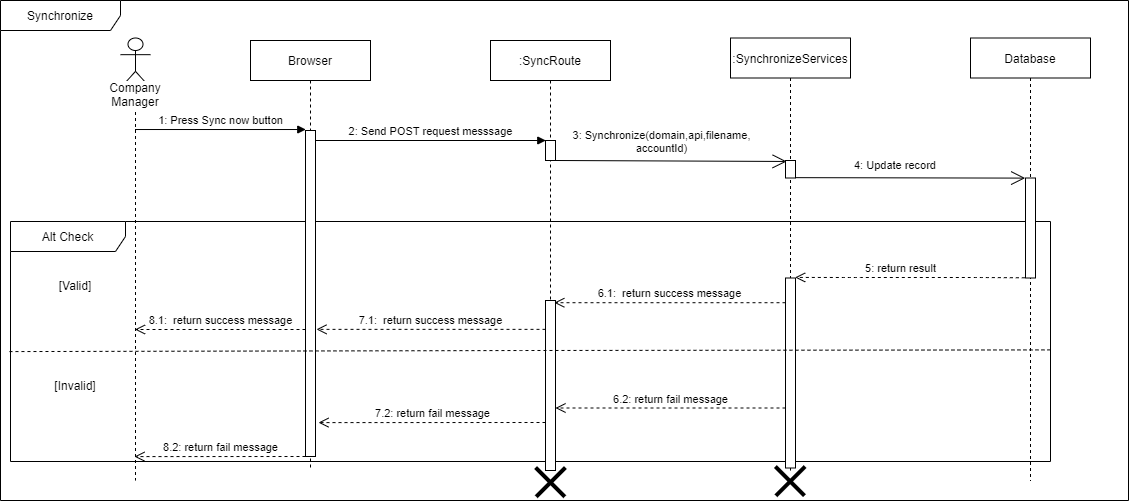 Synchronize
Company
Manager
Browser
:SyncRoute
:SynchronizeServices
Database
1: Press Sync now button
2: Send POST request messsage
3: Synchronize(domain,api,filename,
accountId)
4: Update record
Alt Check
[Valid]
5: return result
6.1:  return success message
7.1:  return success message
8.1:  return success message
[Invalid]
6.2: return fail message
7.2: return fail message
8.2: return fail message